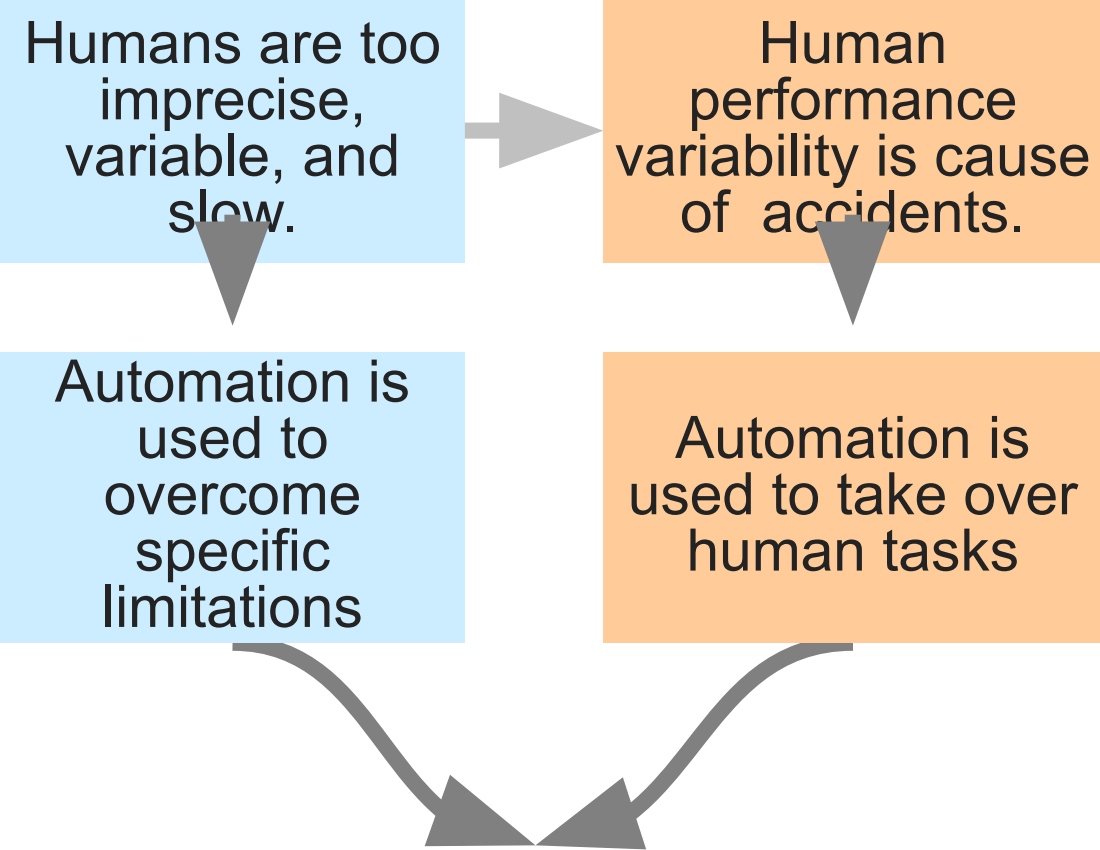 Humans are too
imprecise,
variable, and
slow.
Human
performance
variability is cause
of  accidents.
Automation is
used to
overcome
specific
limitations
Automation is
used to take over
human tasks